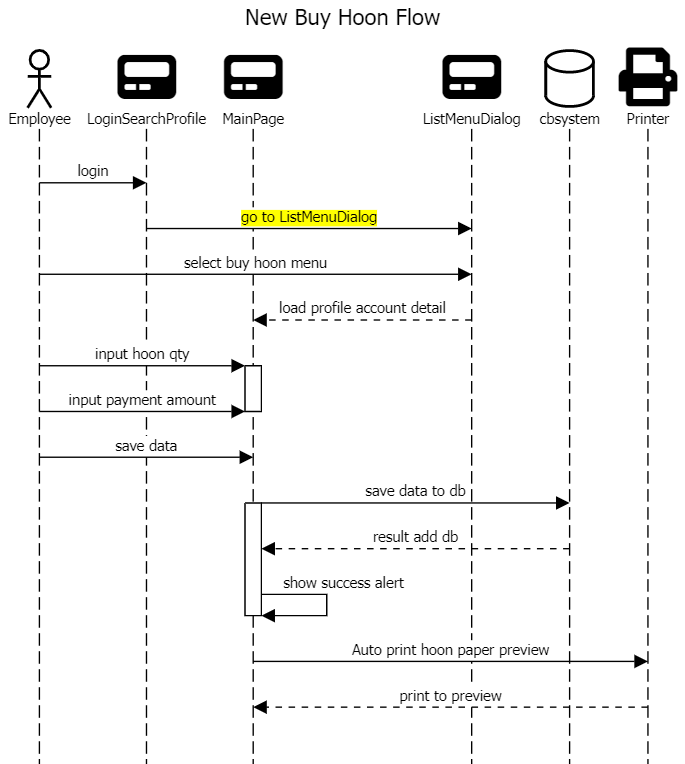 New Buy Hoon Flow
Employee
LoginSearchProfile
MainPage
ListMenuDialog
cbsystem
Printer
login
go to ListMenuDialog
select buy hoon menu
load profile account detail
input hoon qty
input payment amount
save data
save data to db
result add db
show success alert
Auto print hoon paper preview
print to preview